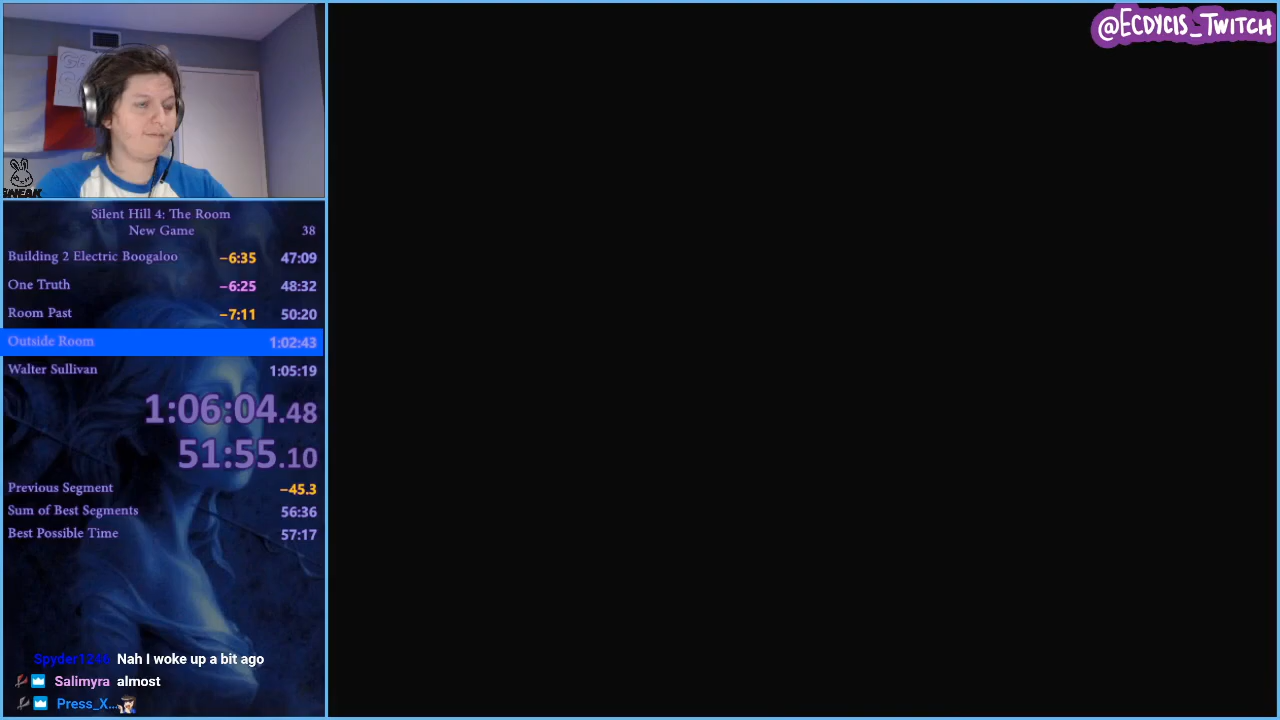 @ECDYCIS_TWITCH
SNEAK
Silent Hill 4: The Room
New Game 38
Building 2 Electric Boogaloo −6:35 47:09
One Truth −6:25 48:32
Room Past −7:11 50:20
Outside Room 1:02:43
Walter Sullivan 1:05:19
1:06:04.48
51:55.10
Previous Segment −45.3
Sum of Best Segments 56:36
Best Possible Time 57:17
Spyder1246 Nah I woke up a bit ago
Salimyra almost
Press_X...